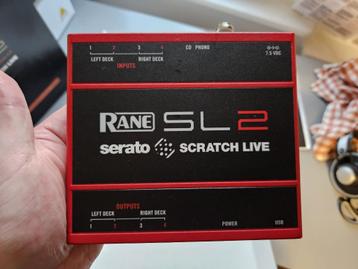 1 2 3 4 CD PHONO 7.5 VDC
LEFT DECK RIGHT DECK
INPUTS
RANE SL2
serato SCRATCH LIVE
OUTPUTS
LEFT DECK RIGHT DECK
1 2 3 4 POWER USB
LIVE